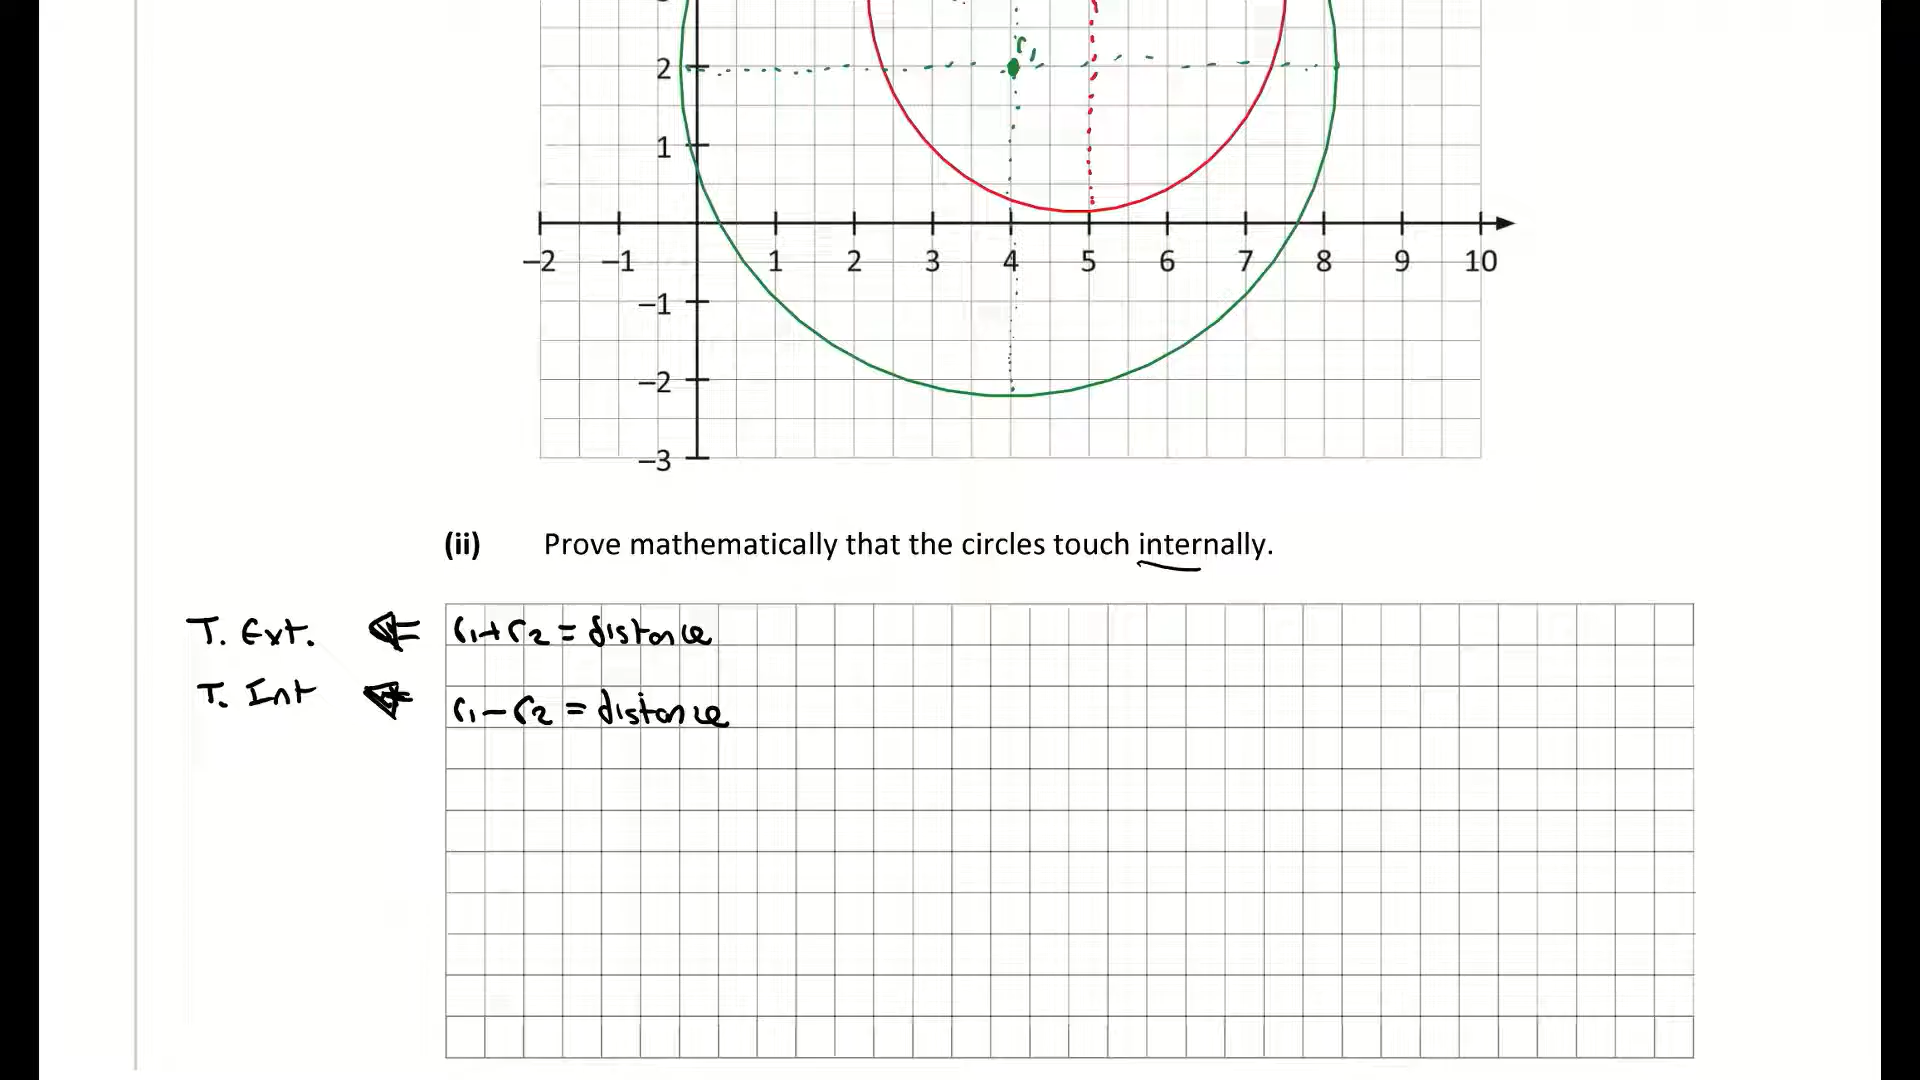 r1
2
1
–2 –1 1 2 3 4 5 6 7 8 9 10
–1
–2
–3
(ii) Prove mathematically that the circles touch internally.
T. Ext. ⇐ r1+r2 = distance
T. Int ⇐ r1–r2 = distance